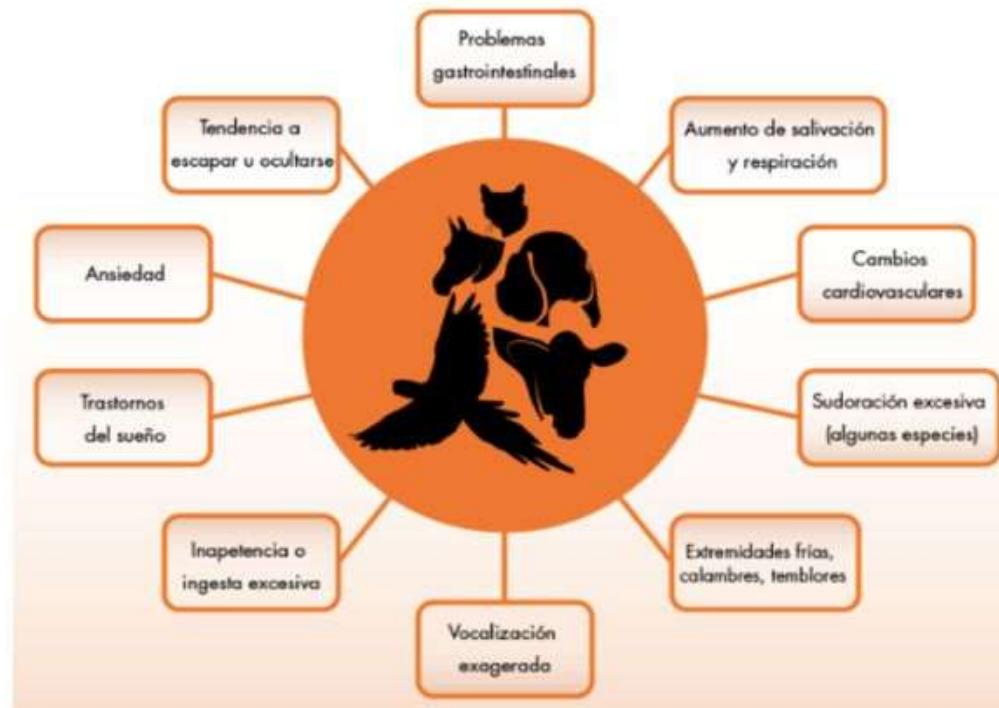 Problemas
gastrointestinales
Aumento de salivación
y respiración
Cambios
cardiovasculares
Sudoración excesiva
(algunas especies)
Extremidades frías,
calambres, temblores
Vocalización
exagerada
Inapetencia o
ingesta excesiva
Trastornos
del sueño
Ansiedad
Tendencia a
escapar u ocultarse